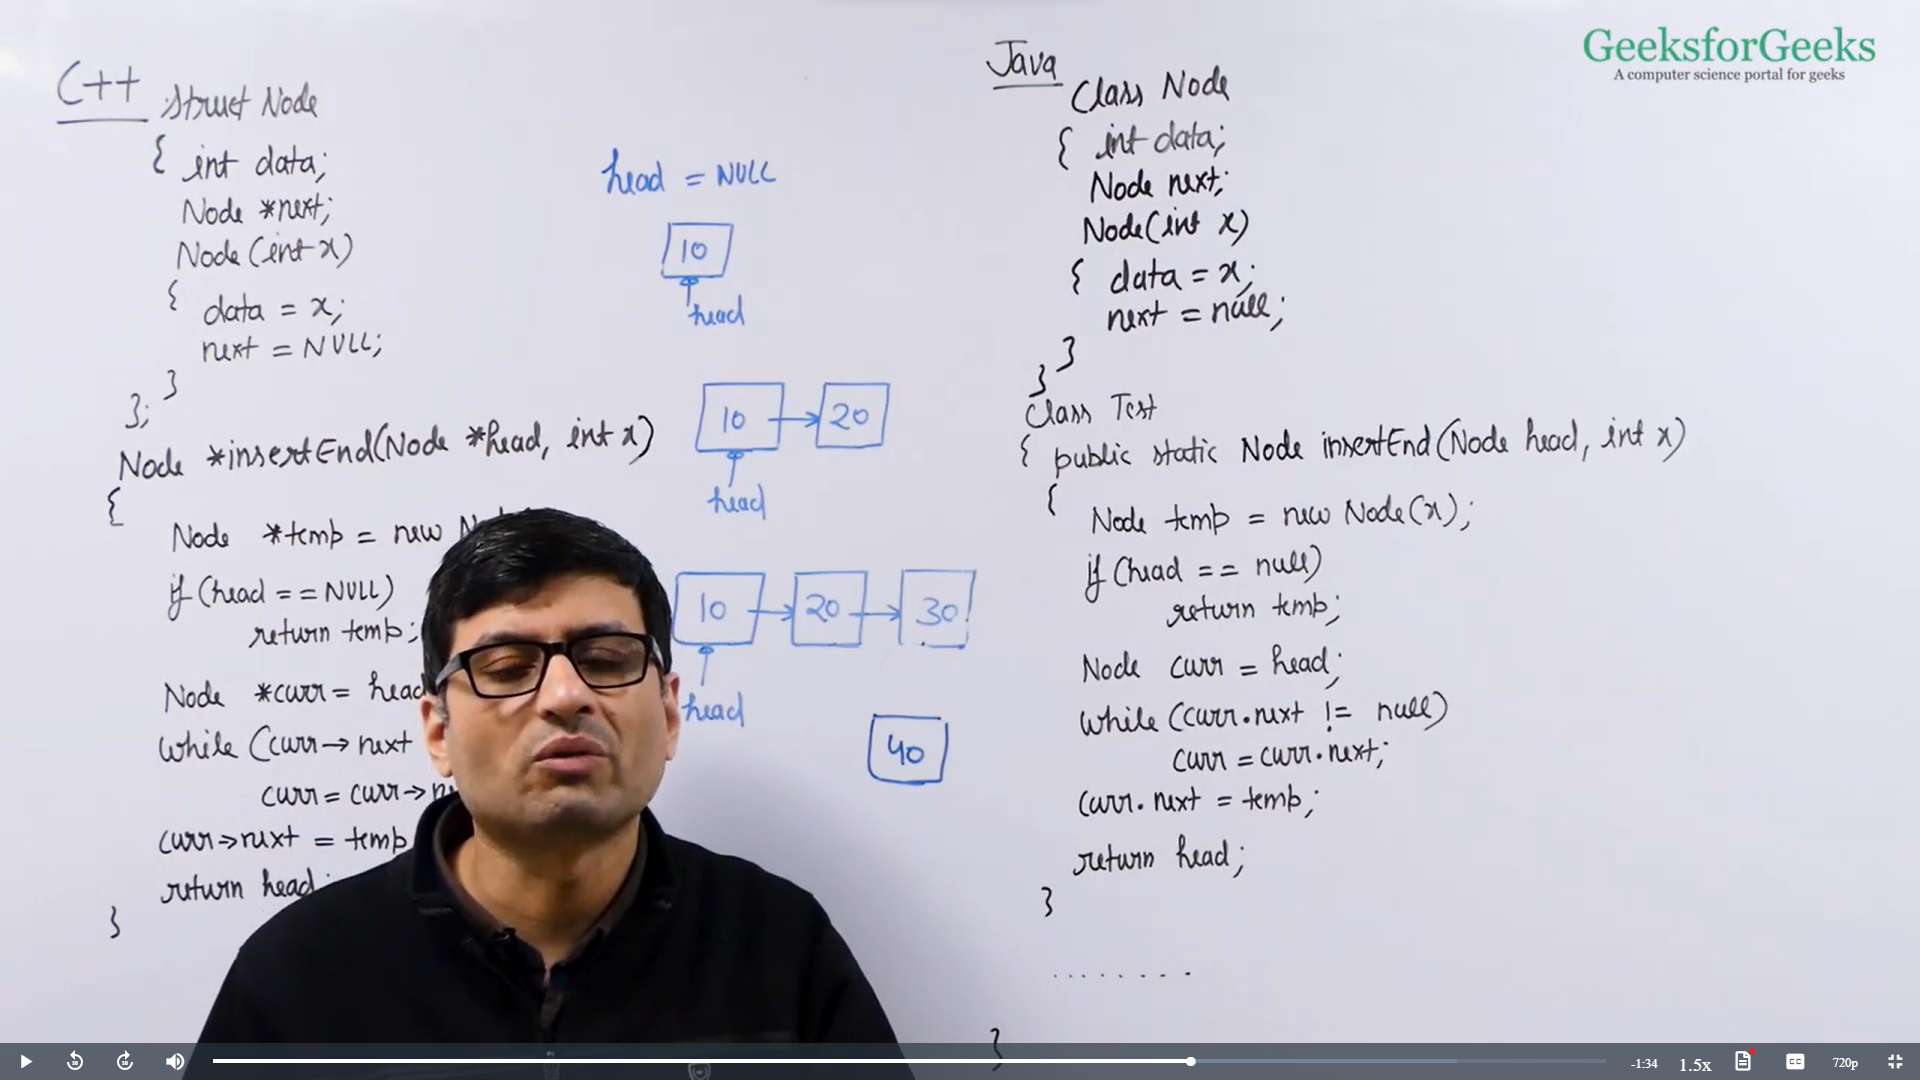 GeeksforGeeks
A computer science portal for geeks
C++
struct Node
{ int data;
Node *next;
Node(int x)
{ data = x;
next = NULL;
}
};
Node *insertEnd(Node *head, int x)
{
Node *temp = new
if (head == NULL)
return temp;
Node *curr = head
while (curr→next
curr = curr→
curr→next = temp
return head;
}
head = NULL
10
head
10 → 20
head
10 → 20 → 30
head
40
Java
Class Node
{ int data;
Node next;
Node(int x)
{ data = x;
next = null;
}
}
Class Test
{ public static Node insertEnd(Node head, int x)
{
Node temp = new Node(x);
if (head == null)
return temp;
Node curr = head;
while (curr.next != null)
curr = curr.next;
curr.next = temp;
return head;
}
........
}
-1:34
1.5x
CC
720p